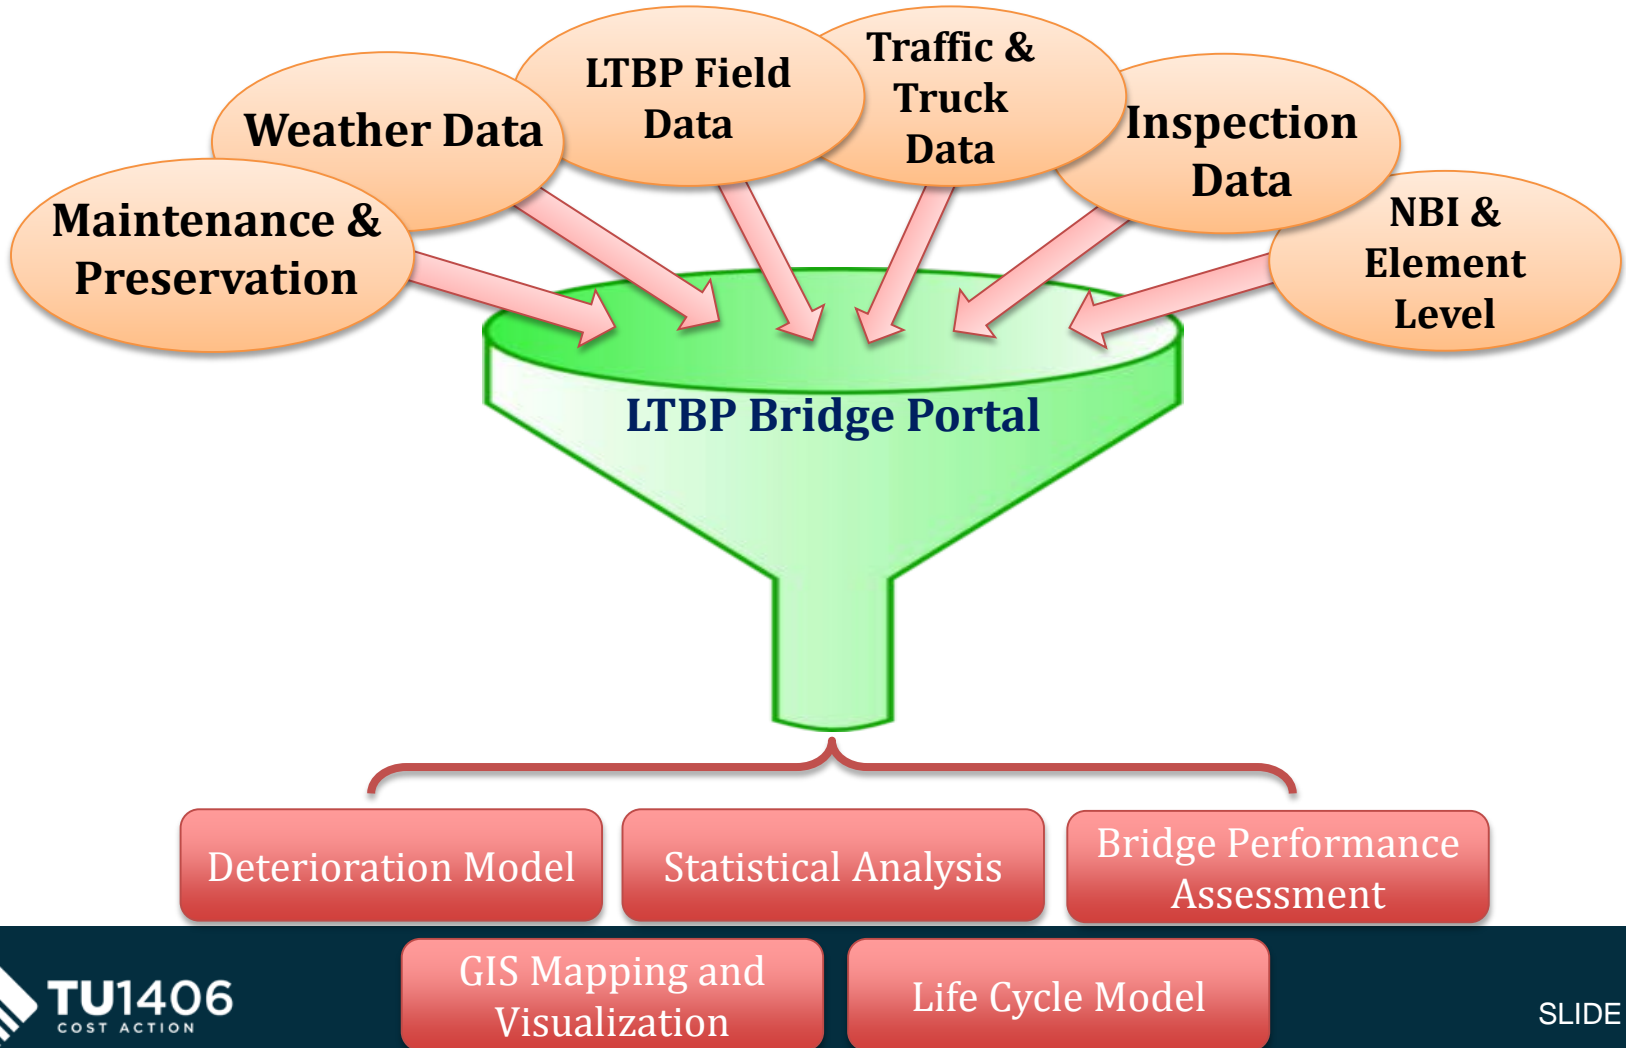 Maintenance &
Preservation
Weather Data
LTBP Field
Data
Traffic &
Truck
Data
Inspection
Data
NBI &
Element
Level
LTBP Bridge Portal
Deterioration Model
Statistical Analysis
Bridge Performance
Assessment
GIS Mapping and
Visualization
Life Cycle Model
TU1406
COST ACTION
SLIDE